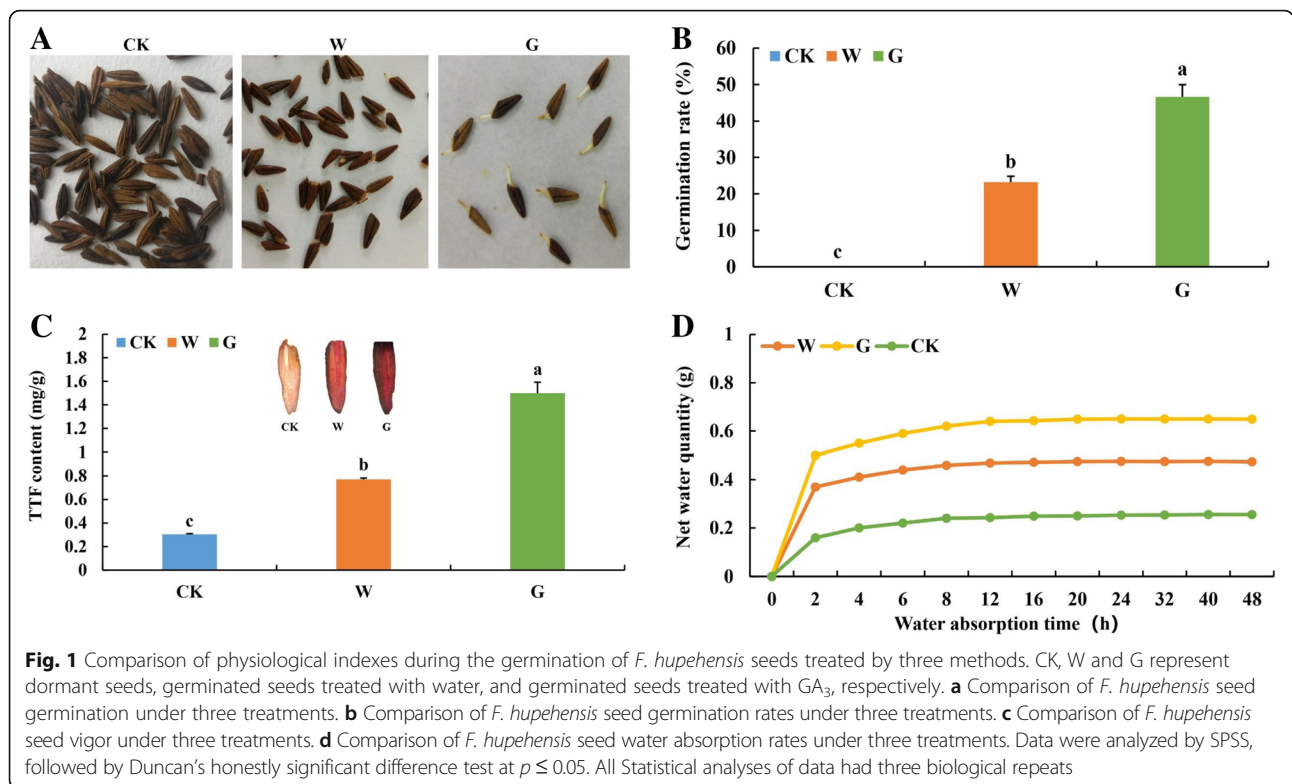 A
CK W G
B
CK W G
Germination rate (%)
60
50
40
30
20
10
0
c
b
a
CK W G
C
CK W G
TTF content (mg/g)
2
1.8
1.6
1.4
1.2
1
0.8
0.6
0.4
0.2
0
CK W G
c
b
a
CK W G
D
W G CK
Net water quantity (g)
1
0.8
0.6
0.4
0.2
0
0 2 4 6 8 12 16 20 24 32 40 48
Water absorption time (h)
Fig. 1 Comparison of physiological indexes during the germination of F. hupehensis seeds treated by three methods. CK, W and G represent
dormant seeds, germinated seeds treated with water, and germinated seeds treated with GA₃, respectively. a Comparison of F. hupehensis seed
germination under three treatments. b Comparison of F. hupehensis seed germination rates under three treatments. c Comparison of F. hupehensis
seed vigor under three treatments. d Comparison of F. hupehensis seed water absorption rates under three treatments. Data were analyzed by SPSS,
followed by Duncan's honestly significant difference test at p ≤ 0.05. All Statistical analyses of data had three biological repeats